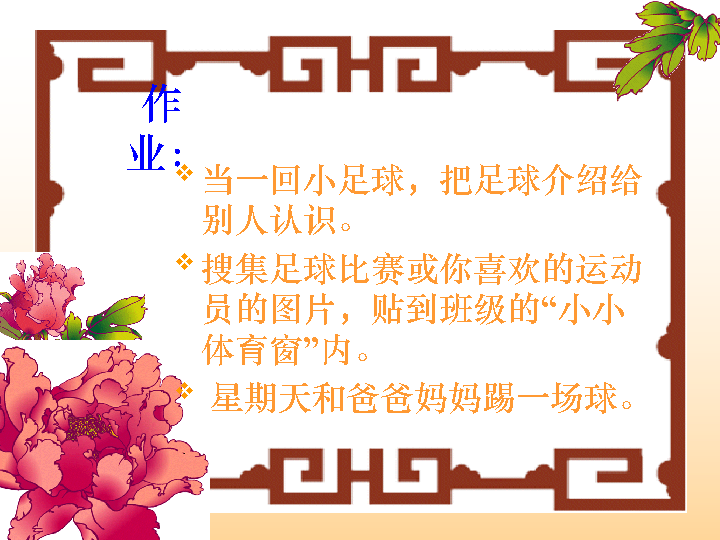 作
业：
❖当一回小足球，把足球介绍给
别人认识。
❖搜集足球比赛或你喜欢的运动
员的图片，贴到班级的“小小
体育窗”内。
❖ 星期天和爸爸妈妈踢一场球。